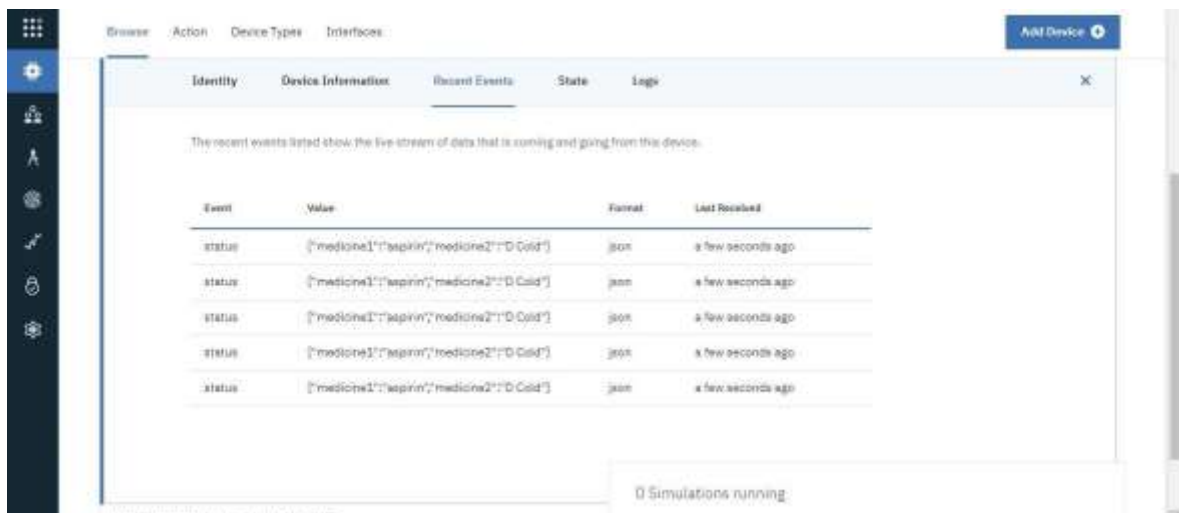 Browse Action Device Types Interfaces Add Device
Identity Device Information Recent Events State Logs
The recent events listed show the live stream of data that is coming and going from this device.
Event Value Format Last Received
status {"medicine1":"aspirin","medicine2":"D Cold"} json a few seconds ago
status {"medicine1":"aspirin","medicine2":"D Cold"} json a few seconds ago
status {"medicine1":"aspirin","medicine2":"D Cold"} json a few seconds ago
status {"medicine1":"aspirin","medicine2":"D Cold"} json a few seconds ago
status {"medicine1":"aspirin","medicine2":"D Cold"} json a few seconds ago
0 Simulations running